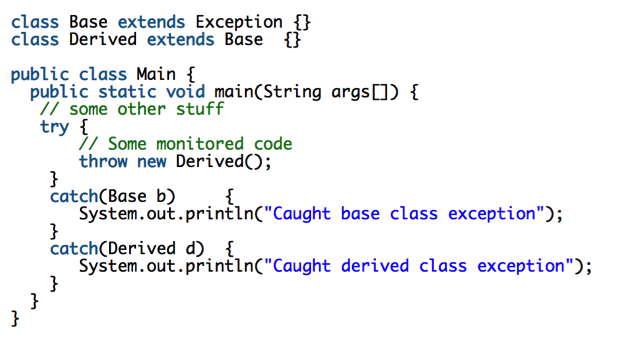 class Base extends Exception {}
class Derived extends Base  {}

public class Main {
  public static void main(String args[]) {
   // some other stuff
   try {
       // Some monitored code
       throw new Derived();
    }
    catch(Base b)     {
       System.out.println("Caught base class exception");
    }
    catch(Derived d)  {
       System.out.println("Caught derived class exception");
    }
  }
}